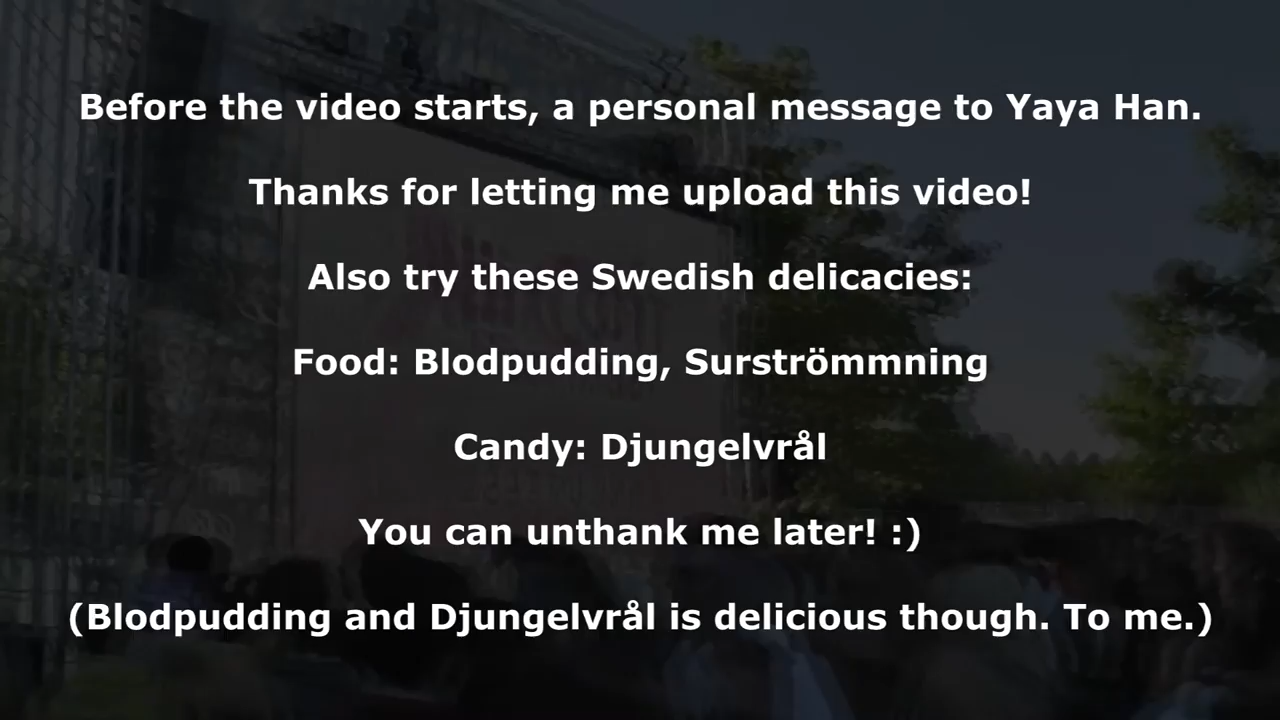 Before the video starts, a personal message to Yaya Han.
Thanks for letting me upload this video!
Also try these Swedish delicacies:
Food: Blodpudding, Surströmmning
Candy: Djungelvrål
You can unthank me later! :)
(Blodpudding and Djungelvrål is delicious though. To me.)